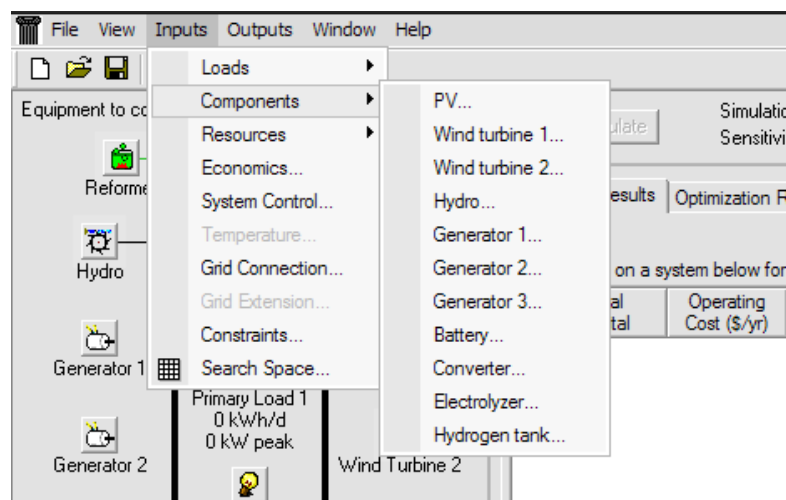 File View Inputs Outputs Window Help
Loads
Equipment to co
Components
Resources
Economics...
System Control...
Temperature...
Grid Connection...
Grid Extension...
Constraints...
Search Space...
PV...
Wind turbine 1...
Wind turbine 2...
Hydro...
Generator 1...
Generator 2...
Generator 3...
Battery...
Converter...
Electrolyzer...
Hydrogen tank...
Reforme
Hydro
Generator 1
Generator 2
Primary Load 1
0 kWh/d
0 kW peak
Wind Turbine 2
ulate
Simulatio
Sensitivi
esults
Optimization R
on a system below for
al
tal
Operating
Cost ($/yr)